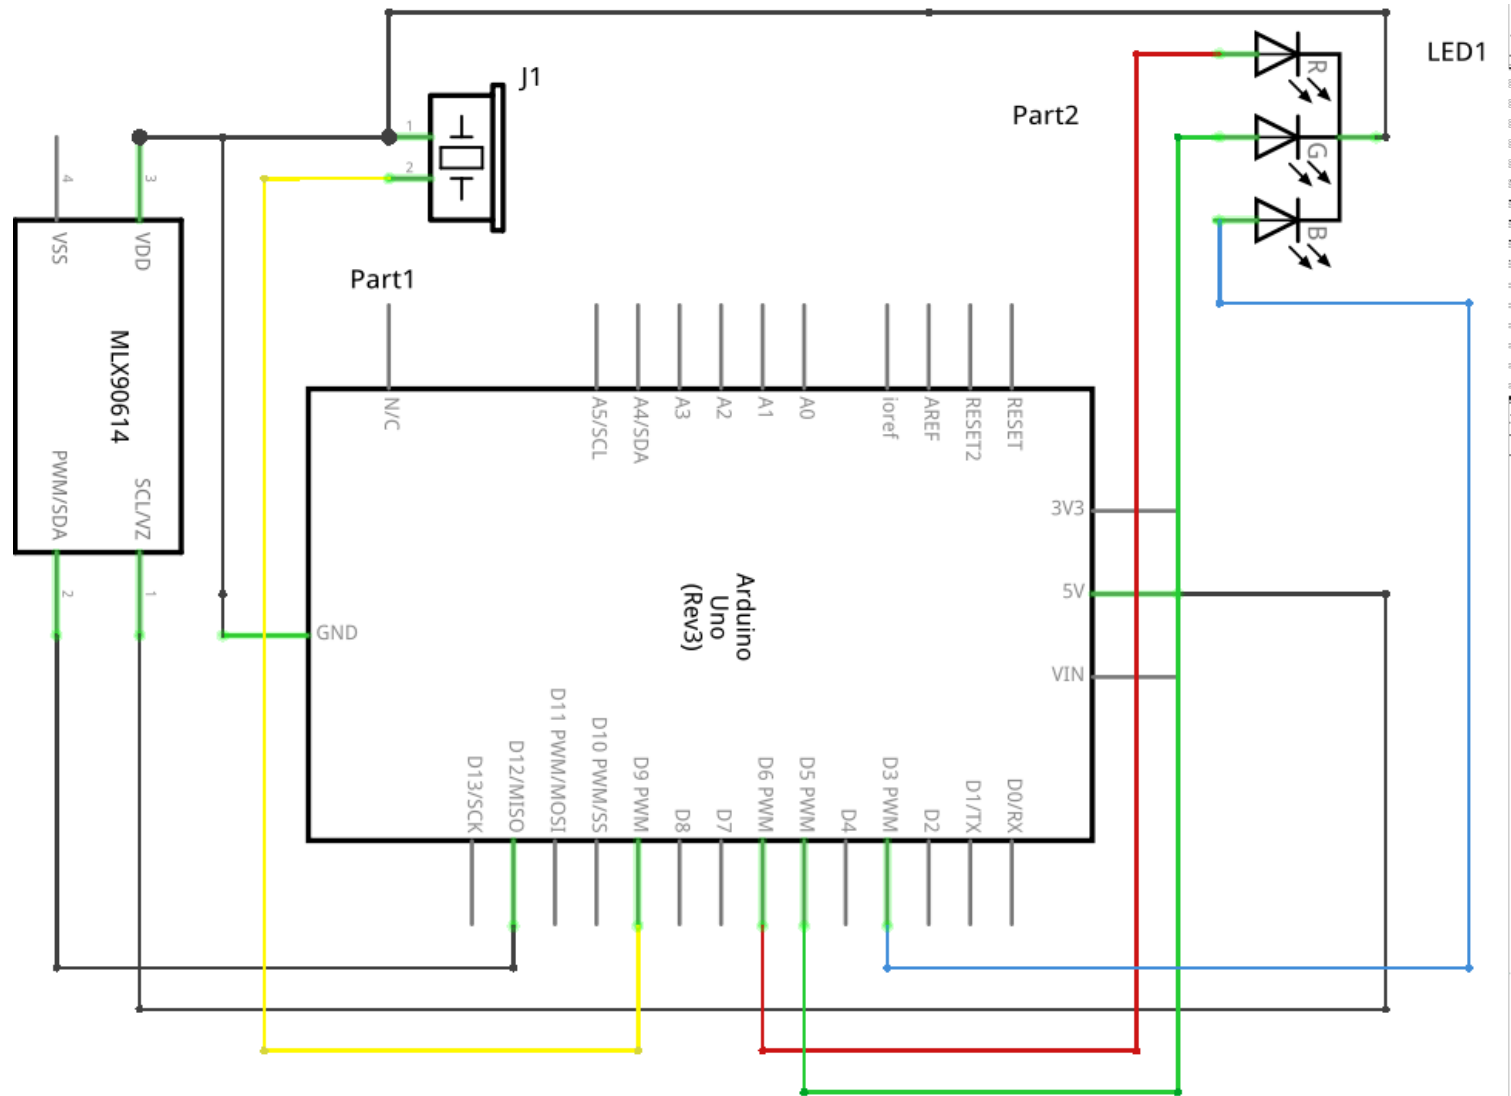 LED1
J1
Part2
R
G
B
1
2
4
3
VSS
VDD
MLX90614
PWM/SDA
SCL/VZ
2
1
Part1
N/C
A5/SCL
A4/SDA
A3
A2
A1
A0
ioref
AREF
RESET2
RESET
3V3
5V
VIN
GND
Arduino
Uno
(Rev3)
D13/SCK
D12/MISO
D11 PWM/MOSI
D10 PWM/SS
D9 PWM
D8
D7
D6 PWM
D5 PWM
D4
D3 PWM
D2
D1/TX
D0/RX